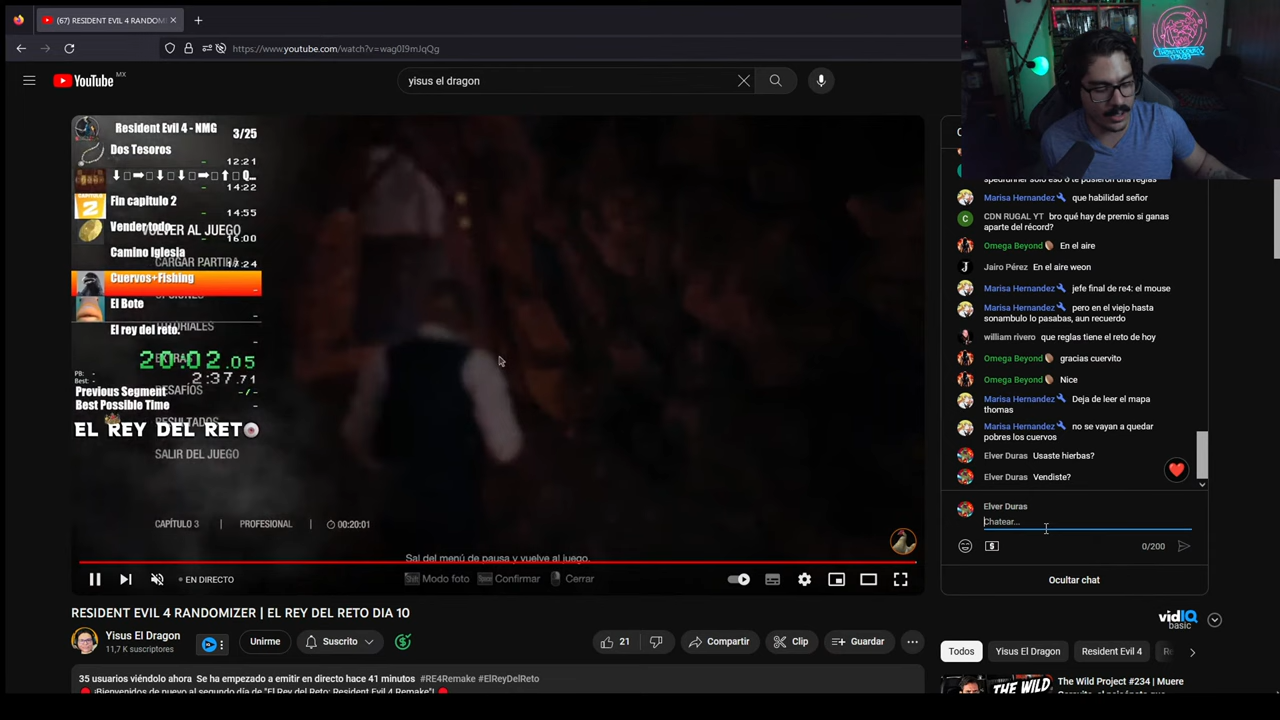 (67) RESIDENT EVIL 4 RANDOM
https://www.youtube.com/watch?v=wag0I9mJqQg
YouTube MX
yisus el dragon
Resident Evil 4 - NMG 3/25
Dos Tesoros
12:21
14:22
Fin capitulo 2
14:55
Vender todo
VOLVER AL JUEGO
16:00
Camino Iglesia
CARGAR PARTIDA
17:24
Cuervos+Fishing
El Bote
El rey del reto.
20:02.05
PB: -
Best: -
2:37.71
DESAFÍOS
Previous Segment -/-
Best Possible Time -
RESULTADOS
EL REY DEL RETO
SALIR DEL JUEGO
CAPÍTULO 3 PROFESIONAL 00:20:01
Sal del menú de pausa y vuelve al juego.
Modo foto Confirmar Cerrar
EN DIRECTO
RESIDENT EVIL 4 RANDOMIZER | EL REY DEL RETO DIA 10
Yisus El Dragon
11,7 K suscriptores
Unirme
Suscrito
21
Compartir
Clip
Guardar
35 usuarios viéndolo ahora Se ha empezado a emitir en directo hace 41 minutos #RE4Remake #ElReyDelReto
¡Bienvenidos de nuevo al segundo día de "El Rey del Reto: Resident Evil 4 Remake"!
Marisa Hernandez que habilidad señor
CDN RUGAL YT bro qué hay de premio si ganas
aparte del récord?
Omega Beyond En el aire
Jairo Pérez En el aire weon
Marisa Hernandez jefe final de re4: el mouse
Marisa Hernandez pero en el viejo hasta
sonambulo lo pasabas, aun recuerdo
william rivero que reglas tiene el reto de hoy
Omega Beyond gracias cuervito
Omega Beyond Nice
Marisa Hernandez Deja de leer el mapa
thomas
Marisa Hernandez no se vayan a quedar
pobres los cuervos
Elver Duras Usaste hierbas?
Elver Duras Vendiste?
Elver Duras
Chatear...
0/200
Ocultar chat
vidIQ
basic
Todos
Yisus El Dragon
Resident Evil 4
The Wild Project #234 | Muere
THE WILD